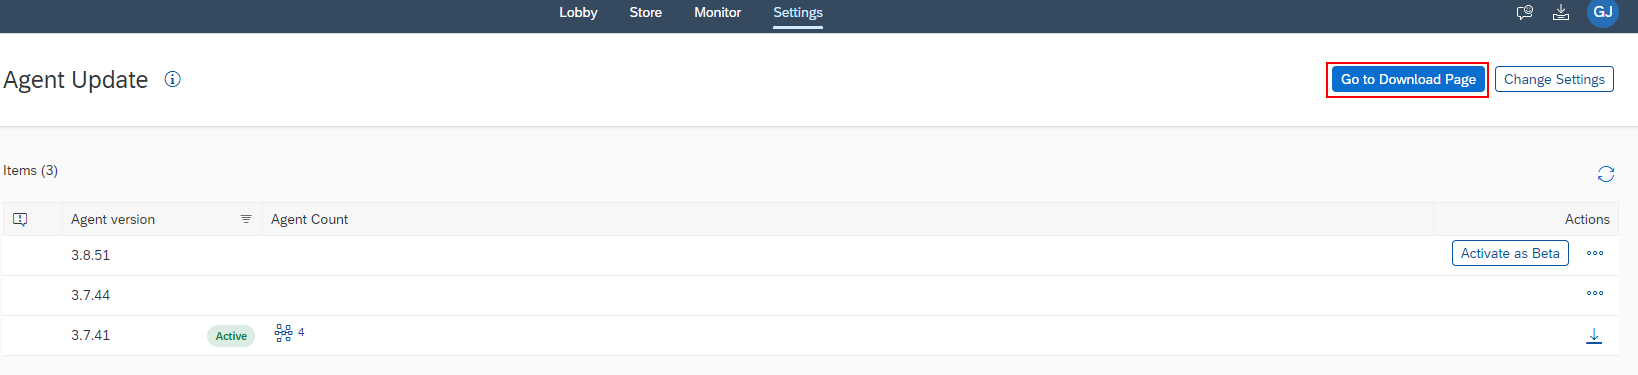 Lobby Store Monitor Settings GJ
Agent Update
Go to Download Page Change Settings
Items (3)
Agent version Agent Count Actions
3.8.51 Activate as Beta
3.7.44
3.7.41 Active 4